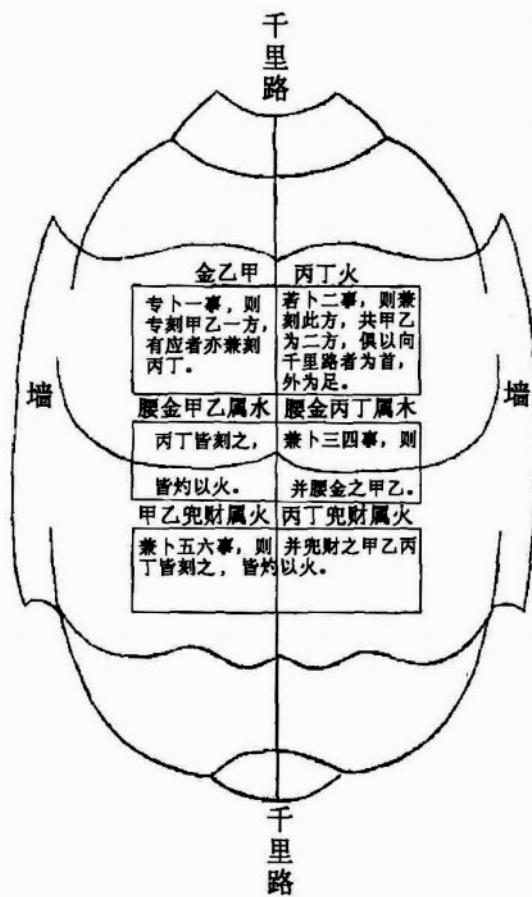 千里路
金乙甲 丙丁火
专卜一事，则
专刻甲乙一方，
有应者亦兼刻
丙丁。
若卜二事，则兼
刻此方，共甲乙
为二方，俱以向
千里路者为首，
外为足。
墙
墙
腰金甲乙属水 腰金丙丁属木
丙丁皆刻之，
皆灼以火。
兼卜三四事，则
并腰金之甲乙。
甲乙兜财属火 丙丁兜财属火
兼卜五六事，则
丁皆刻之，皆灼以火。
并兜财之甲乙丙
千里路